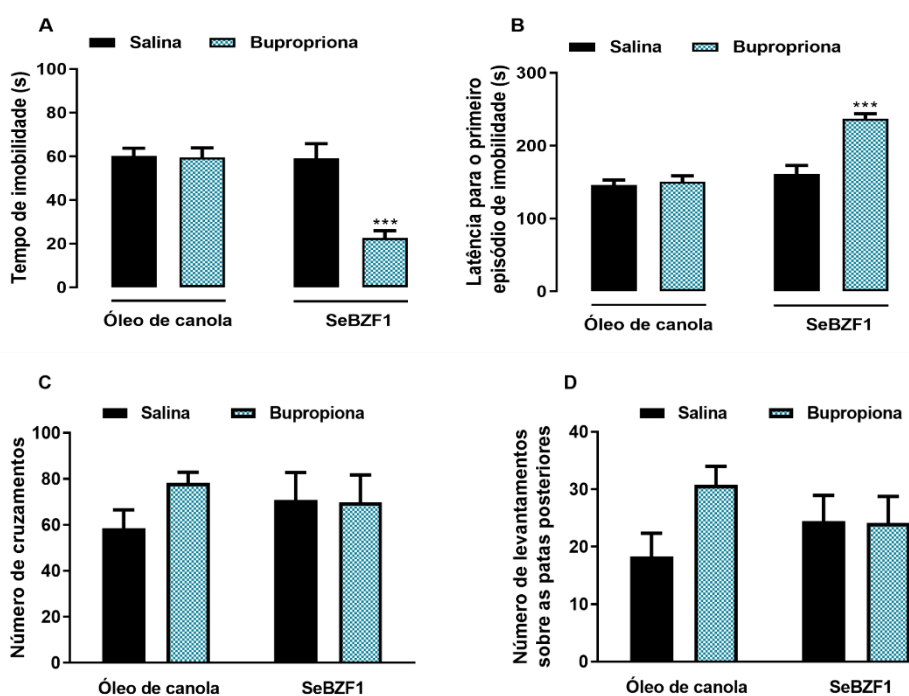 A
Salina Bupropriona
Tempo de imobilidade (s)
100
80
60
40
20
0
***
Óleo de canola SeBZF1
B
Salina Bupropriona
Latência para o primeiro
episódio de imobilidade (s)
300
200
100
0
***
Óleo de canola SeBZF1
C
Salina Bupropiona
Número de cruzamentos
100
80
60
40
20
0
Óleo de canola SeBZF1
D
Salina Bupropiona
Número de levantamentos
sobre as patas posteriores
40
30
20
10
0
Óleo de canola SeBZF1